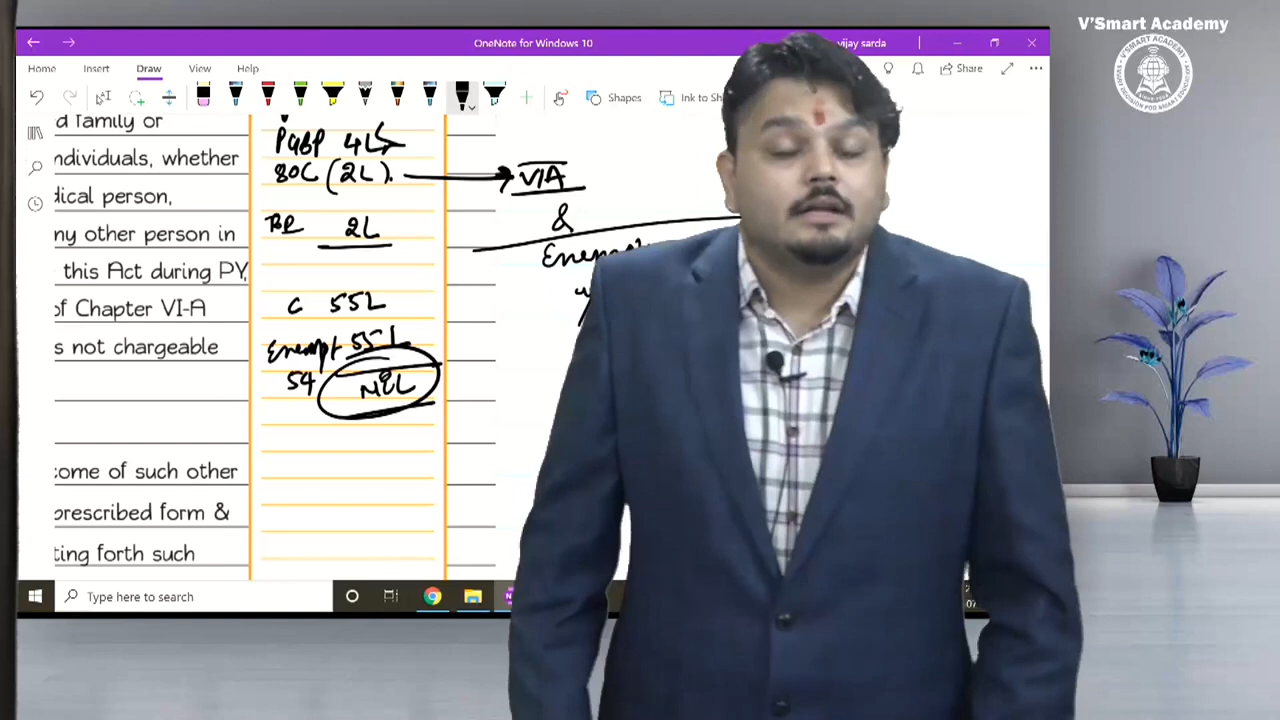 V'Smart Academy
OneNote for Windows 10
vijay sarda
Home Insert Draw View Help
Share
Shapes
Ink to Sh
d family or
ndividuals, whether
dical person,
ny other person in
this Act during PY,
of Chapter VI-A
s not chargeable
come of such other
prescribed form &
ting forth such
PGBP 4L
80C (2L).
VIA
&
2L
C 55L
Exempt 55L
54 NIL
Type here to search